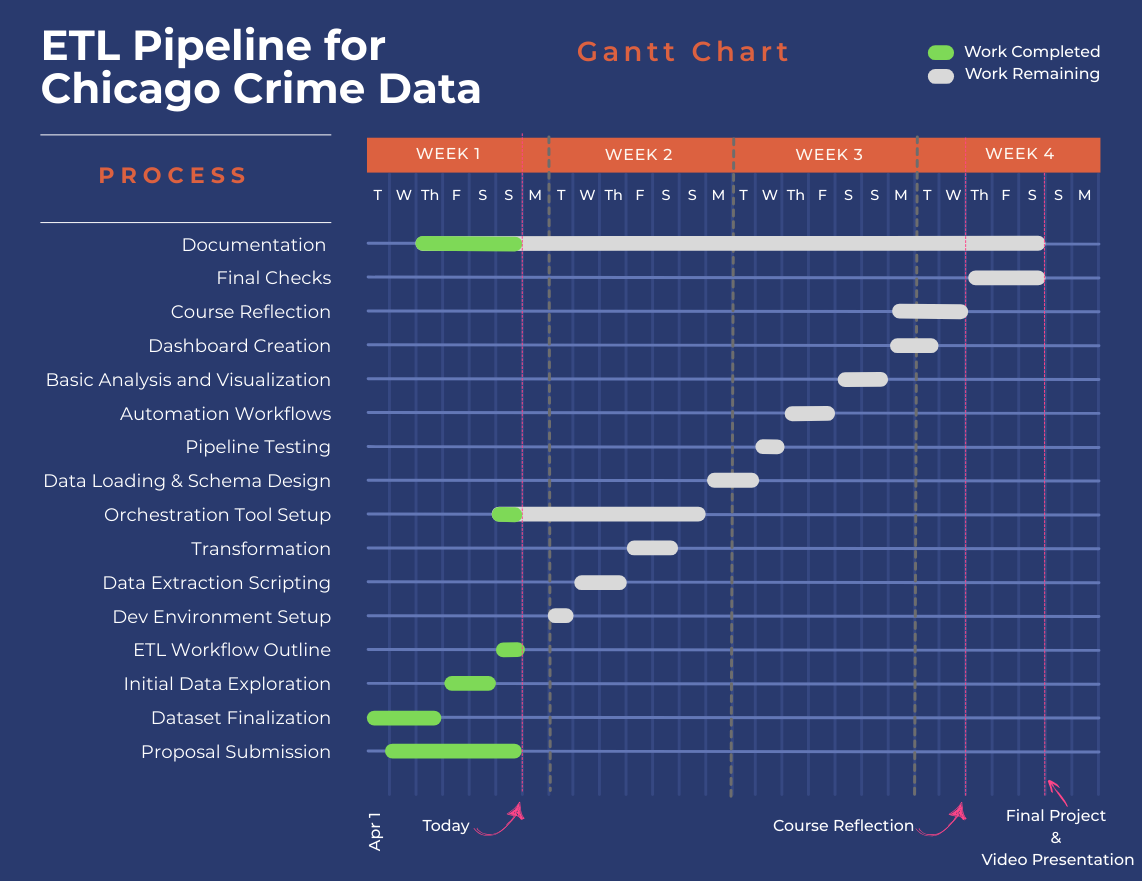 ETL Pipeline for
Chicago Crime Data
Gantt Chart
Work Completed
Work Remaining
PROCESS
WEEK 1 WEEK 2 WEEK 3 WEEK 4
T W Th F S S M T W Th F S S M T W Th F S S M T W Th F S S M
Documentation
Final Checks
Course Reflection
Dashboard Creation
Basic Analysis and Visualization
Automation Workflows
Pipeline Testing
Data Loading & Schema Design
Orchestration Tool Setup
Transformation
Data Extraction Scripting
Dev Environment Setup
ETL Workflow Outline
Initial Data Exploration
Dataset Finalization
Proposal Submission
Apr 1
Today
Course Reflection
Final Project
&
Video Presentation